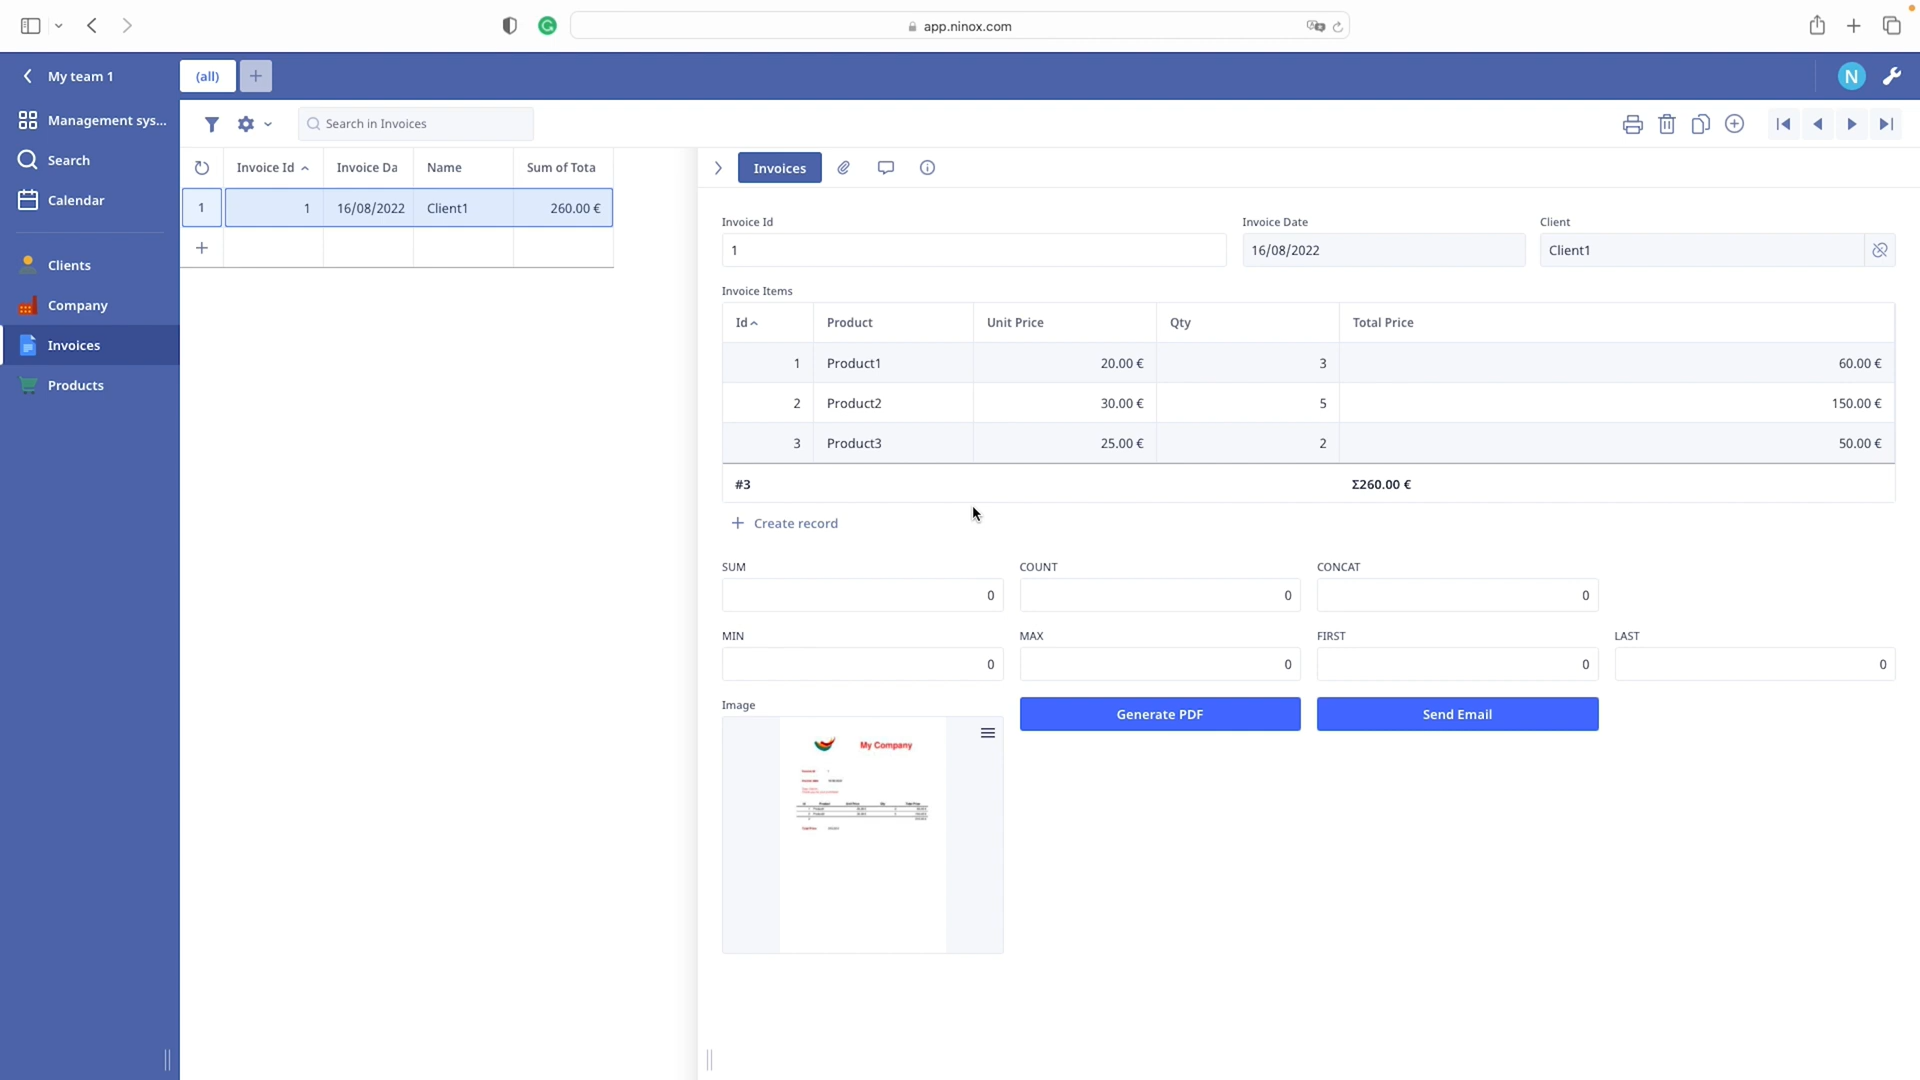 app.ninox.com
My team 1
(all)
N
Management sys...
Search in Invoices
Search
Calendar
Clients
Company
Invoices
Products
Invoice Id Invoice Da Name Sum of Tota
1 1 16/08/2022 Client1 260.00 €
Invoices
Invoice Id Invoice Date Client
1 16/08/2022 Client1
Invoice Items
Id Product Unit Price Qty Total Price
1 Product1 20.00 € 3 60.00 €
2 Product2 30.00 € 5 150.00 €
3 Product3 25.00 € 2 50.00 €
#3 Σ260.00 €
Create record
SUM COUNT CONCAT
0 0 0
MIN MAX FIRST LAST
0 0 0 0
Image
Generate PDF Send Email
My Company